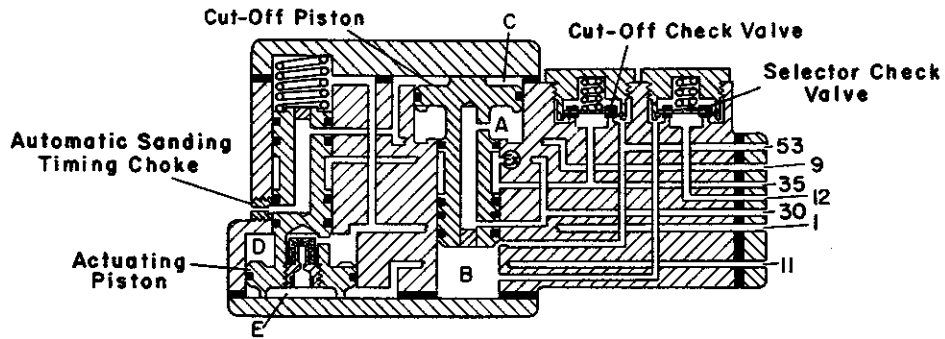 Cut-Off Piston
C
Cut-Off Check Valve
Selector Check
Valve
A
Automatic Sanding
Timing Choke
Ex
53
9
35
12
30
1
11
D
B
Actuating
Piston
E